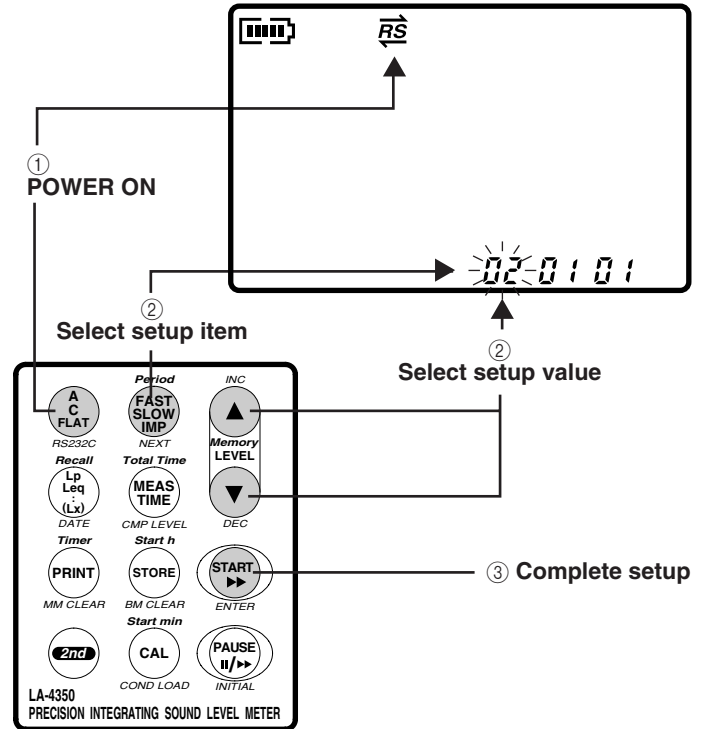 RS
①
POWER ON
02-01 01
②
Select setup item
②
Select setup value
Period
INC
A
C
FLAT
FAST
SLOW
IMP
▲
RS232C
NEXT
Memory
LEVEL
Recall
Total Time
Lp
Leq
:
(Lx)
MEAS
TIME
▼
DATE
CMP LEVEL
DEC
Timer
Start h
PRINT
STORE
START
▶▶
③ Complete setup
MM CLEAR
BM CLEAR
ENTER
Start min
2nd
CAL
PAUSE
II/▶▶
COND LOAD
INITIAL
LA-4350
PRECISION INTEGRATING SOUND LEVEL METER